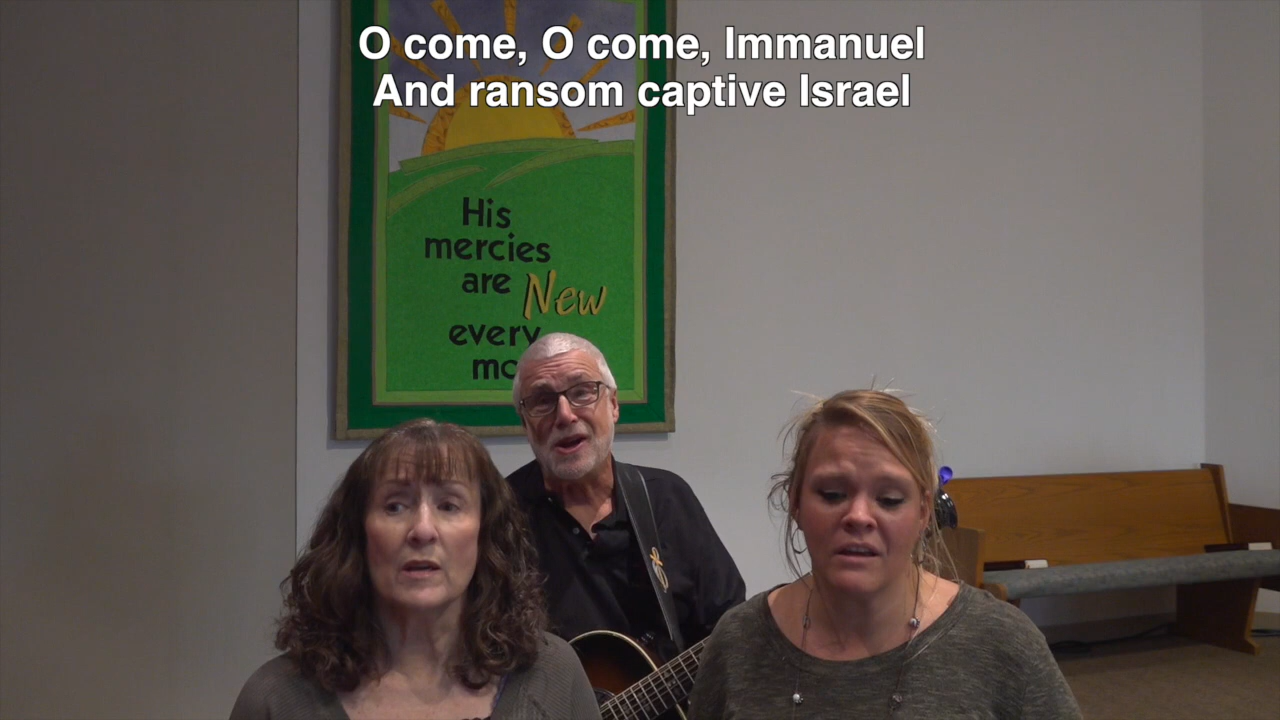 O come, O come, Immanuel
And ransom captive Israel
His
mercies
are New
every